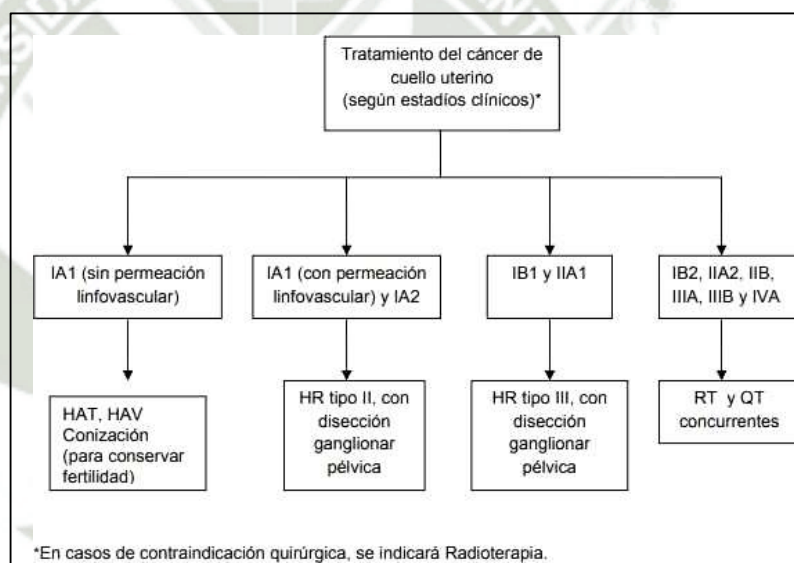 Tratamiento del cáncer de
cuello uterino
(según estadíos clínicos)*
IA1 (sin permeación
linfovascular)
IA1 (con permeación
linfovascular) y IA2
IB1 y IIA1
IB2, IIA2, IIB,
IIIA, IIIB y IVA
HAT, HAV
Conización
(para conservar
fertilidad)
HR tipo II, con
disección
ganglionar
pélvica
HR tipo III, con
disección
ganglionar
pélvica
RT y QT
concurrentes
*En casos de contraindicación quirúrgica, se indicará Radioterapia.